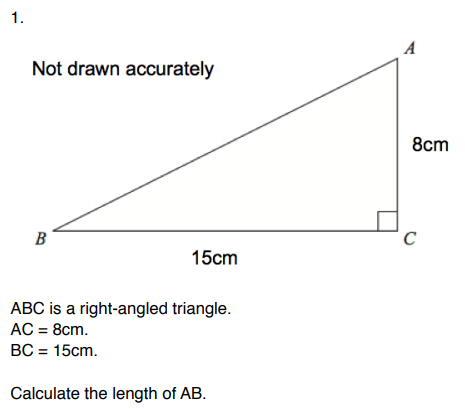 1.
Not drawn accurately
A
8cm
B
C
15cm
ABC is a right-angled triangle.
AC = 8cm.
BC = 15cm.
Calculate the length of AB.